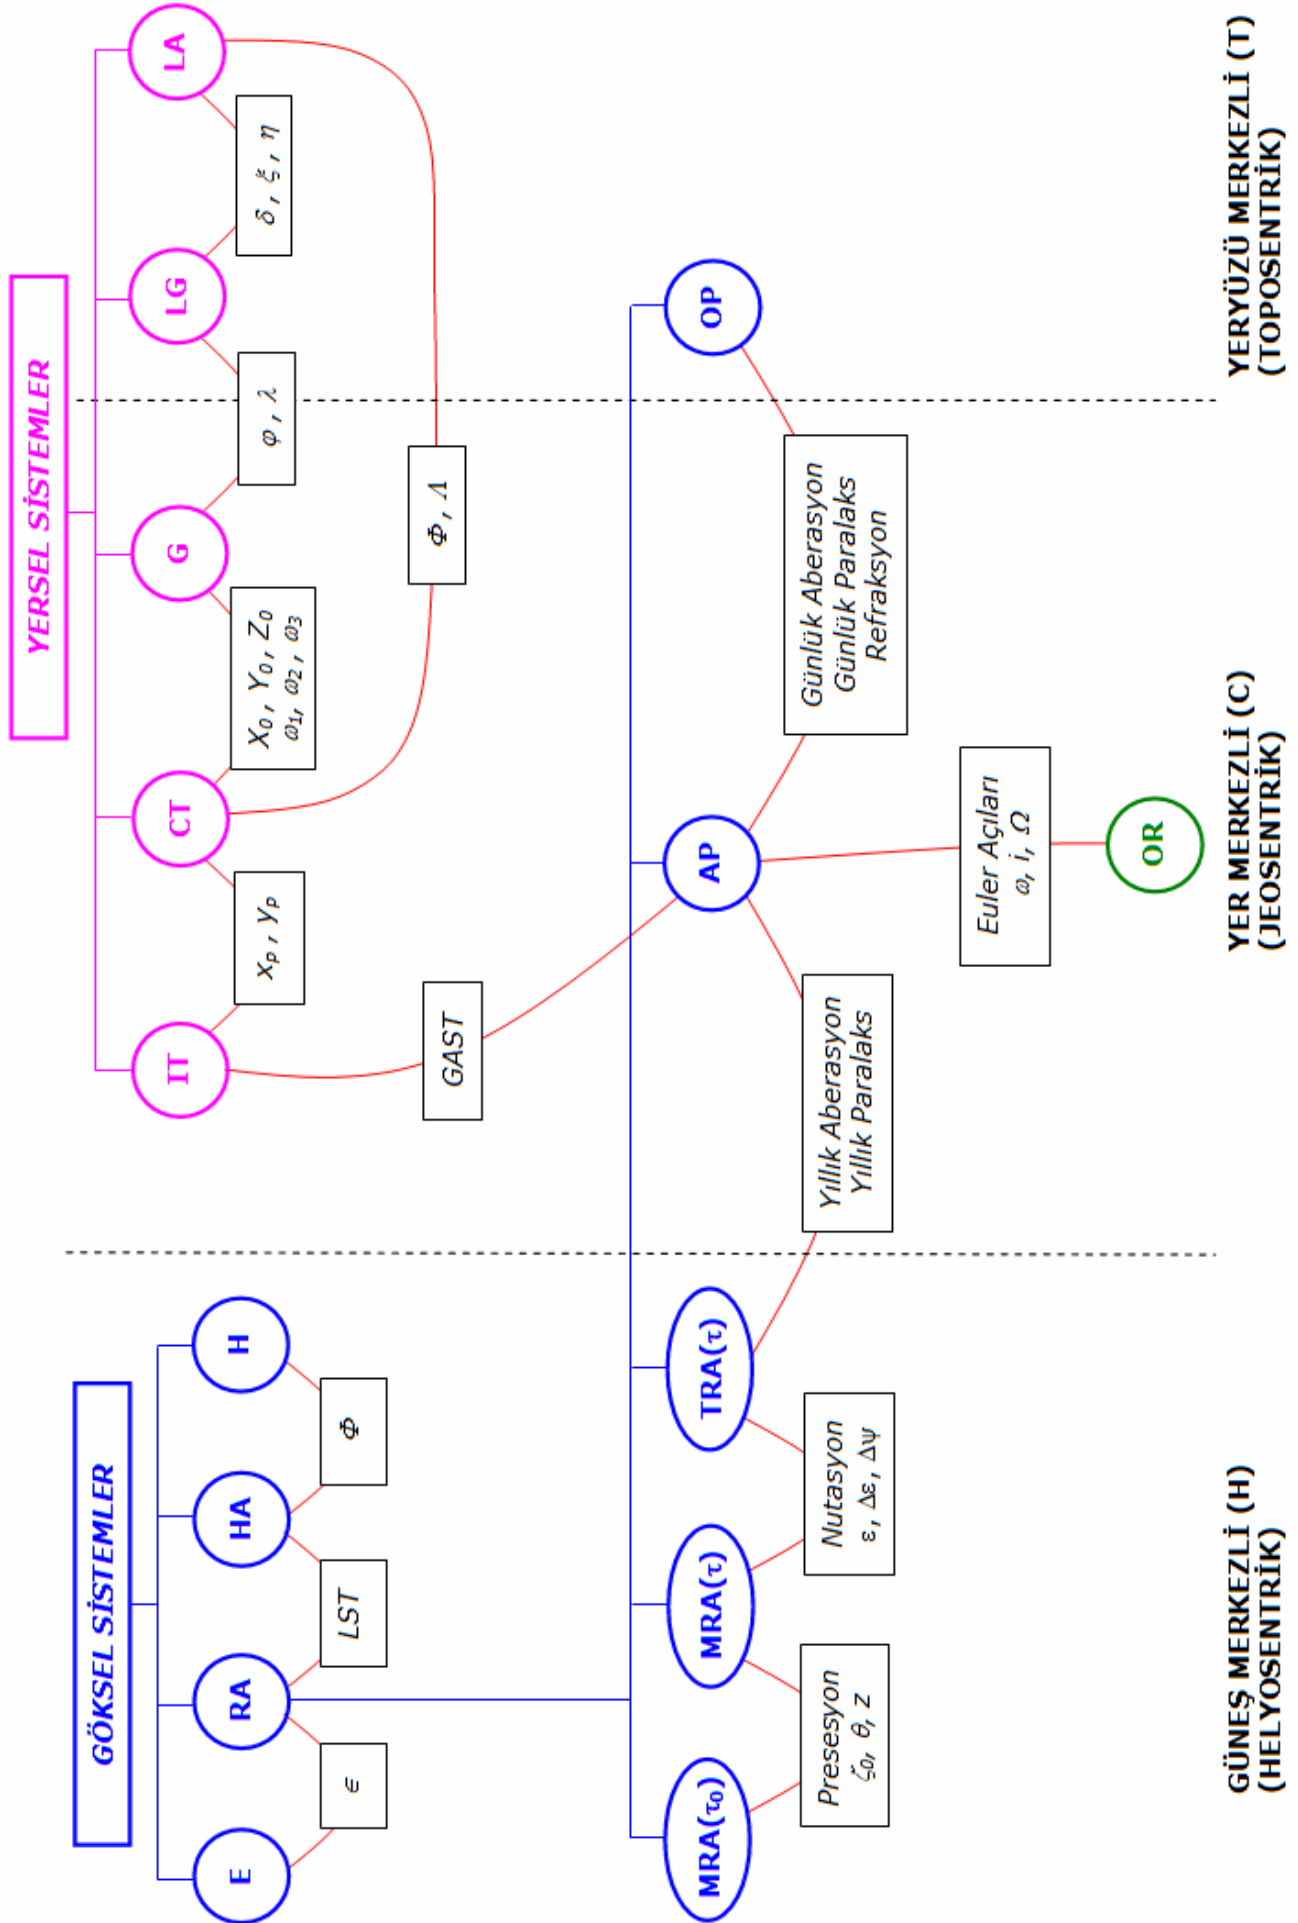 GÖKSEL SİSTEMLER
E
RA
HA
H
ϵ
LST
Φ
YERSEL SİSTEMLER
IT
CT
G
LG
LA
xₚ , yₚ
X₀ , Y₀ , Z₀
ω₁, ω₂ , ω₃
φ , λ
δ , ξ , η
GAST
Φ , Λ
MRA(τ₀)
MRA(τ)
TRA(τ)
AP
OP
Presesyon
ζ₀, θ, z
Nutasyon
ε, Δε, Δψ
Yıllık Aberasyon
Yıllık Paralaks
Günlük Aberasyon
Günlük Paralaks
Refraksyon
Euler Açıları
ω, i, Ω
OR
GÜNEŞ MERKEZLİ (H)
(HELYOSENTRİK)
YER MERKEZLİ (C)
(JEOSENTRİK)
YERYÜZÜ MERKEZLİ (T)
(TOPOSENTRİK)